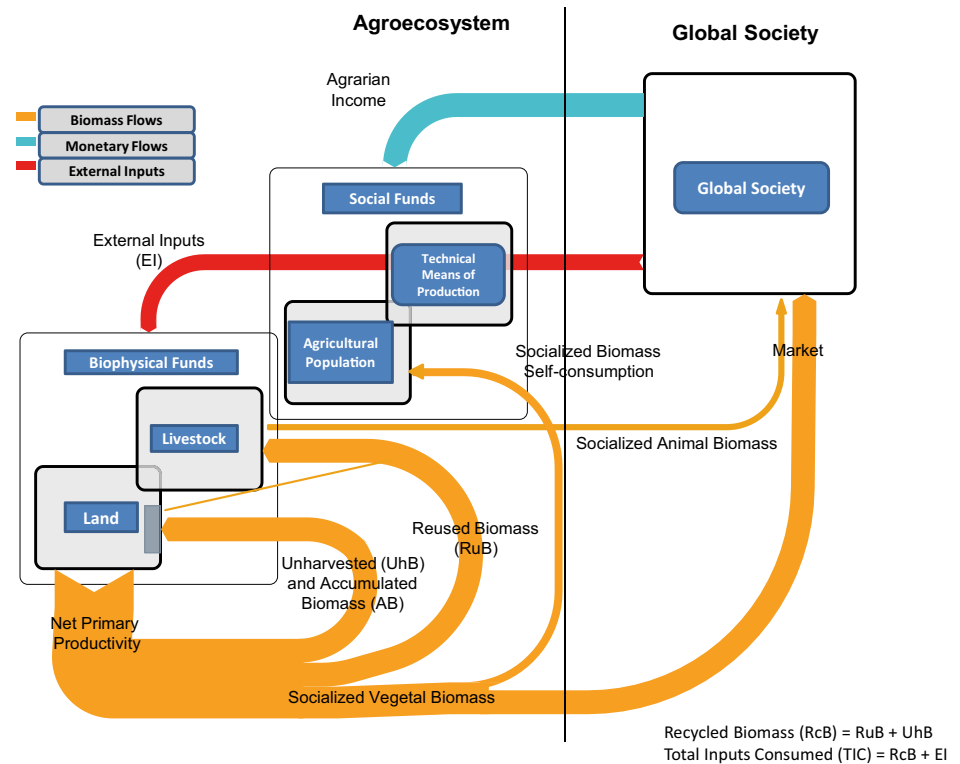 Agroecosystem
Global Society
Agrarian
Income
Biomass Flows
Monetary Flows
External Inputs
Global Society
Social Funds
External Inputs
(EI)
Technical
Means of
Production
Agricultural
Population
Biophysical Funds
Socialized Biomass
Self-consumption
Market
Livestock
Socialized Animal Biomass
Land
Reused Biomass
(RuB)
Unharvested (UhB)
and Accumulated
Biomass (AB)
Net Primary
Productivity
Socialized Vegetal Biomass
Recycled Biomass (RcB) = RuB + UhB
Total Inputs Consumed (TIC) = RcB + EI